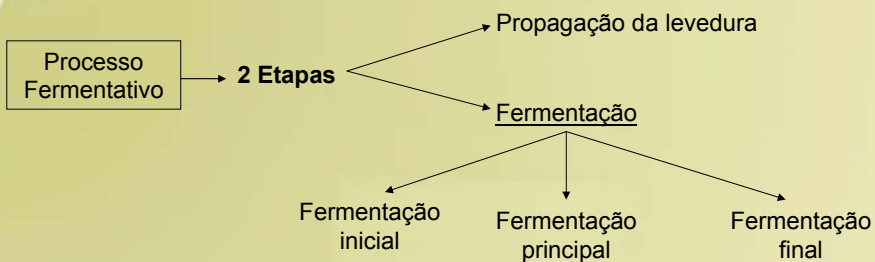 Propagação da levedura
Processo
Fermentativo
2 Etapas
Fermentação
Fermentação
inicial
Fermentação
principal
Fermentação
final